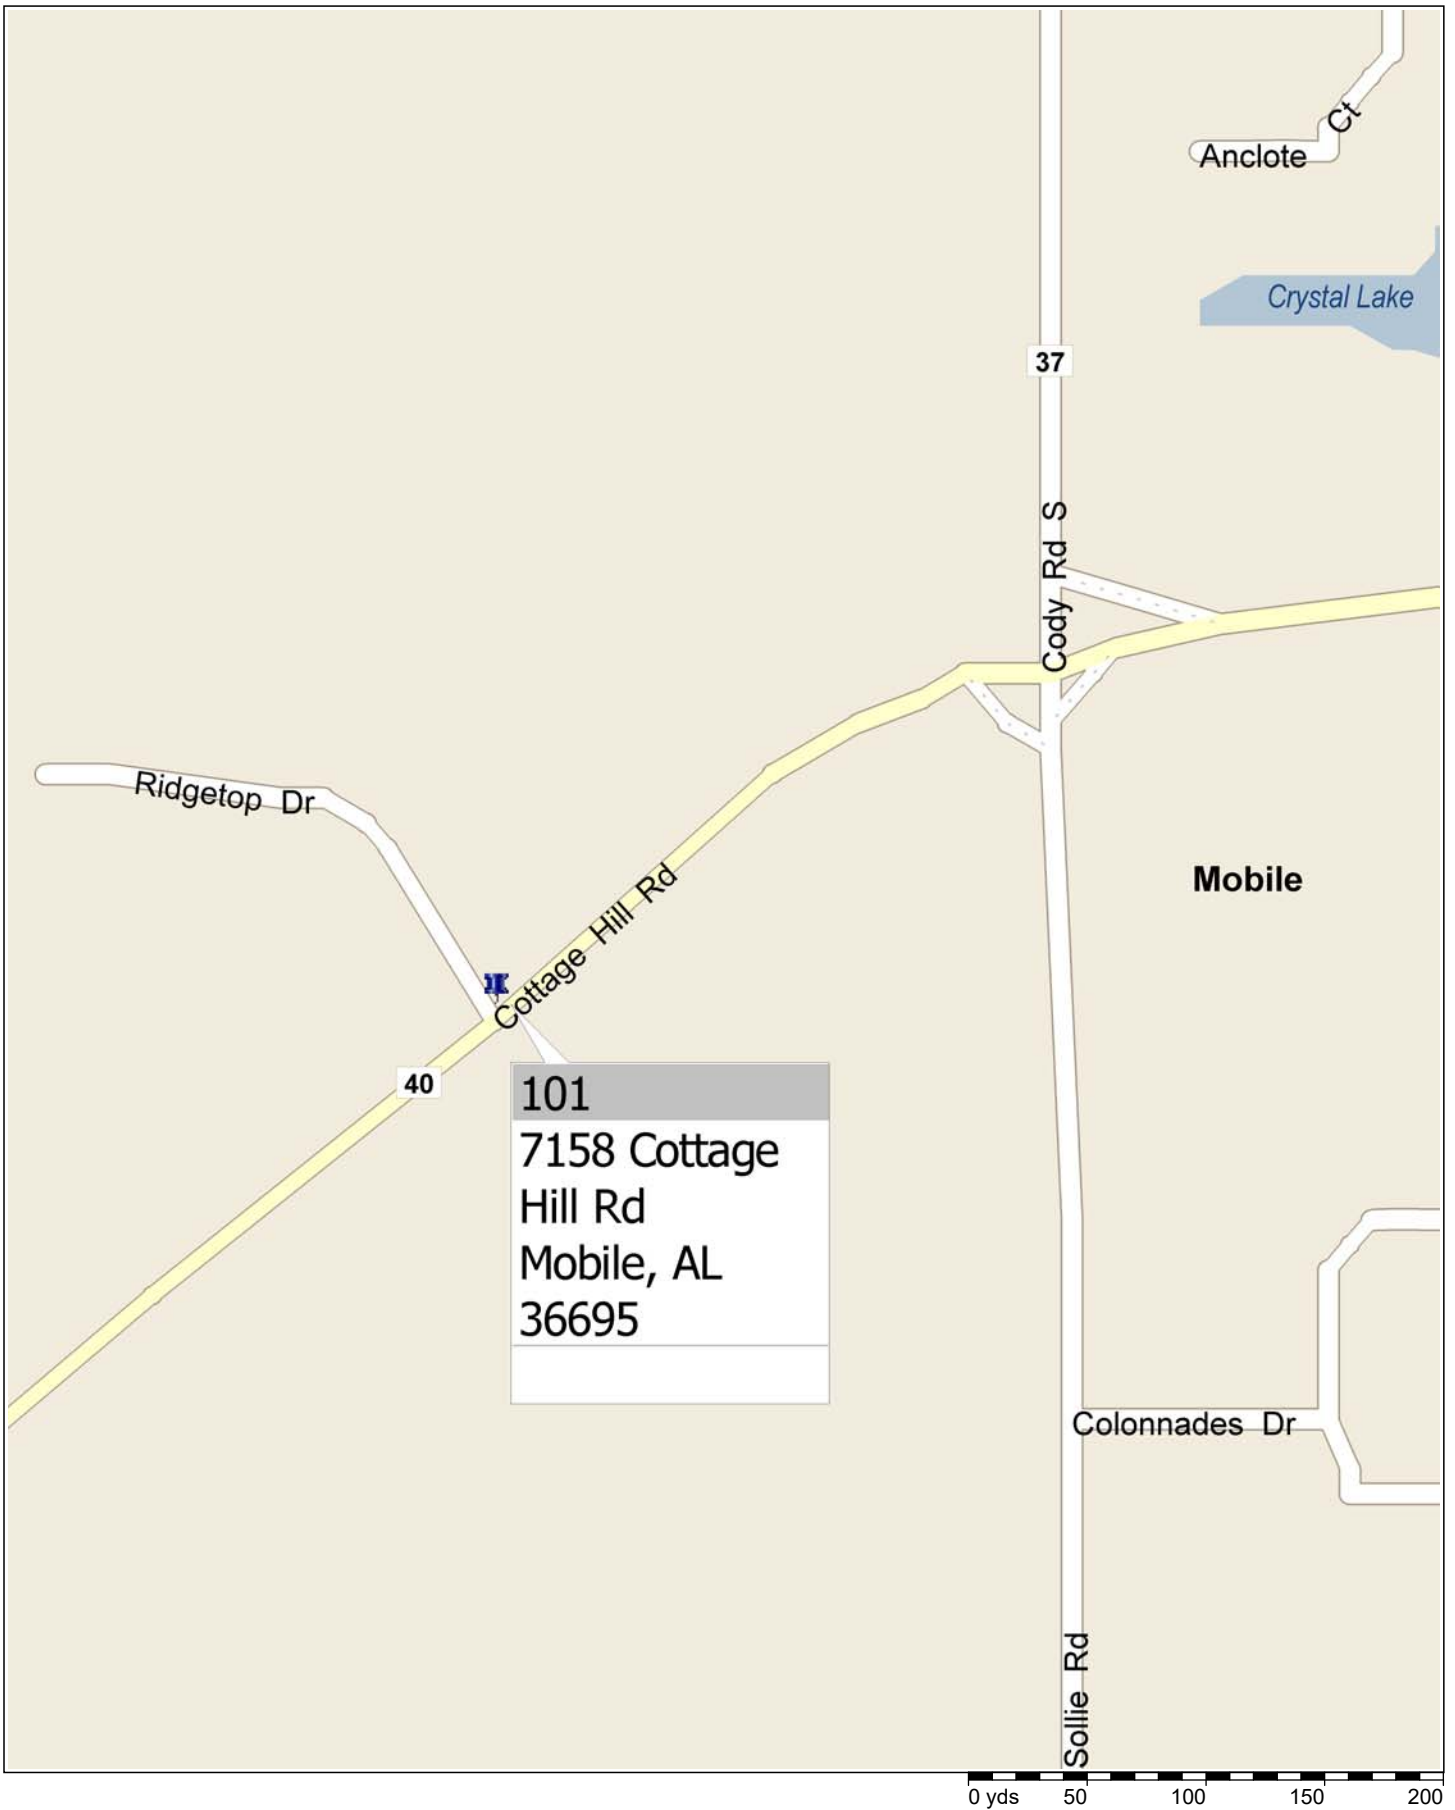 Ct
Anclote
Crystal Lake
37
Cody Rd S
Ridgetop Dr
Mobile
Cottage Hill Rd
40
101
7158 Cottage
Hill Rd
Mobile, AL
36695
Colonnades Dr
Sollie Rd
0 yds 50 100 150 200